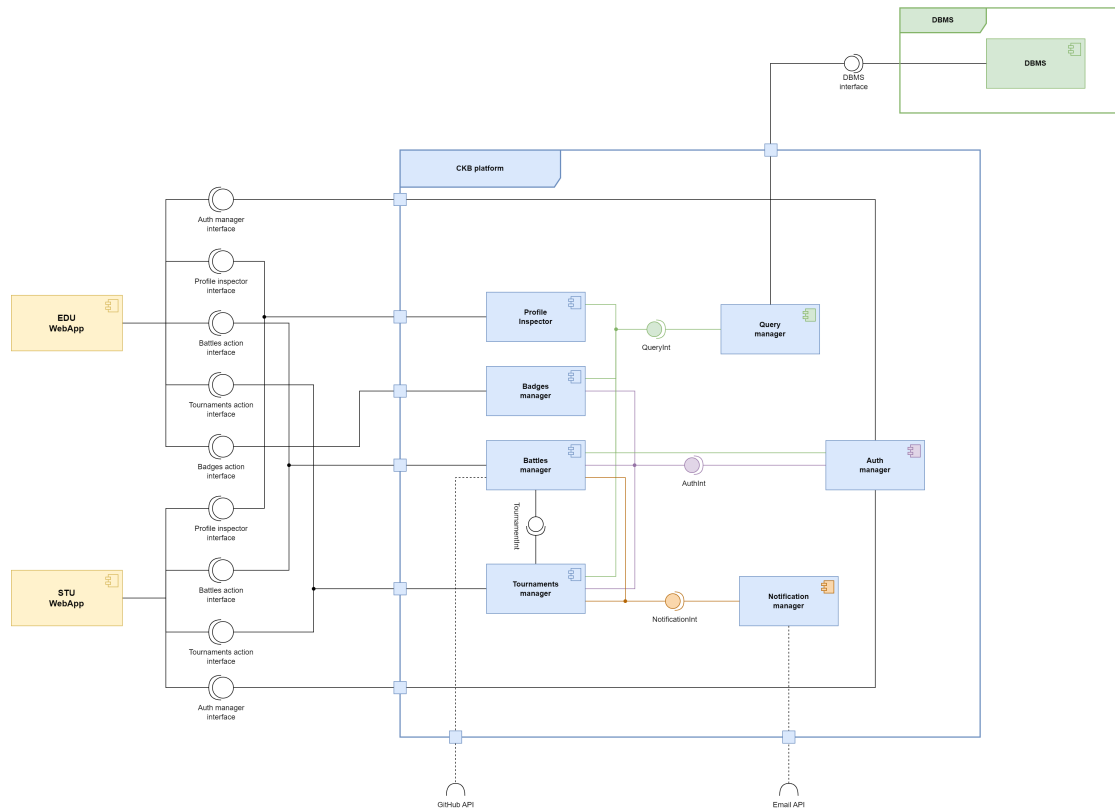 DBMS
DBMS
DBMS
interface
CKB platform
Auth manager
interface
Profile inspector
interface
EDU
WebApp
Battles action
interface
Tournaments action
interface
Badges action
interface
Profile inspector
interface
STU
WebApp
Battles action
interface
Tournaments action
interface
Auth manager
interface
Profile
Inspector
QueryInt
Query
manager
Badges
manager
Battles
manager
AuthInt
Auth
manager
TournamentInt
Tournaments
manager
NotificationInt
Notification
manager
GitHub API
Email API